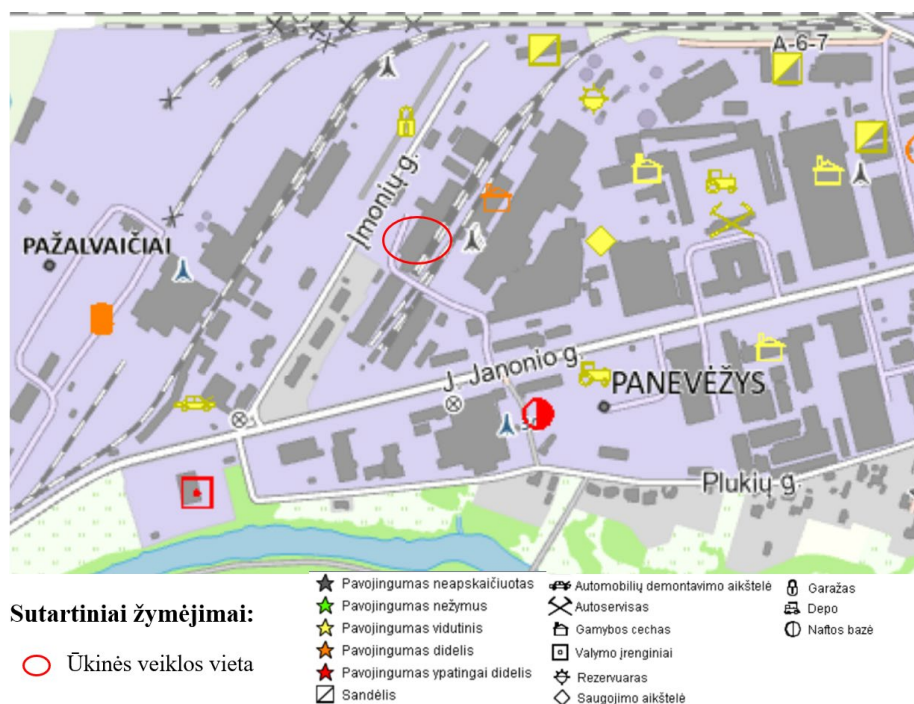 A-6-7
Įmonių g.
PAŽALVAIČIAI
J. Janonio g.
PANEVĖŽYS
Plukių g.
Sutartiniai žymėjimai:
Ūkinės veiklos vieta
Pavojingumas neapskaičiuotas
Pavojingumas nežymus
Pavojingumas vidutinis
Pavojingumas didelis
Pavojingumas ypatingai didelis
Sandėlis
Automobilių demontavimo aikštelė
Autoservisas
Gamybos cechas
Valymo įrenginiai
Rezervuaras
Saugojimo aikštelė
Garažas
Depo
Naftos bazė